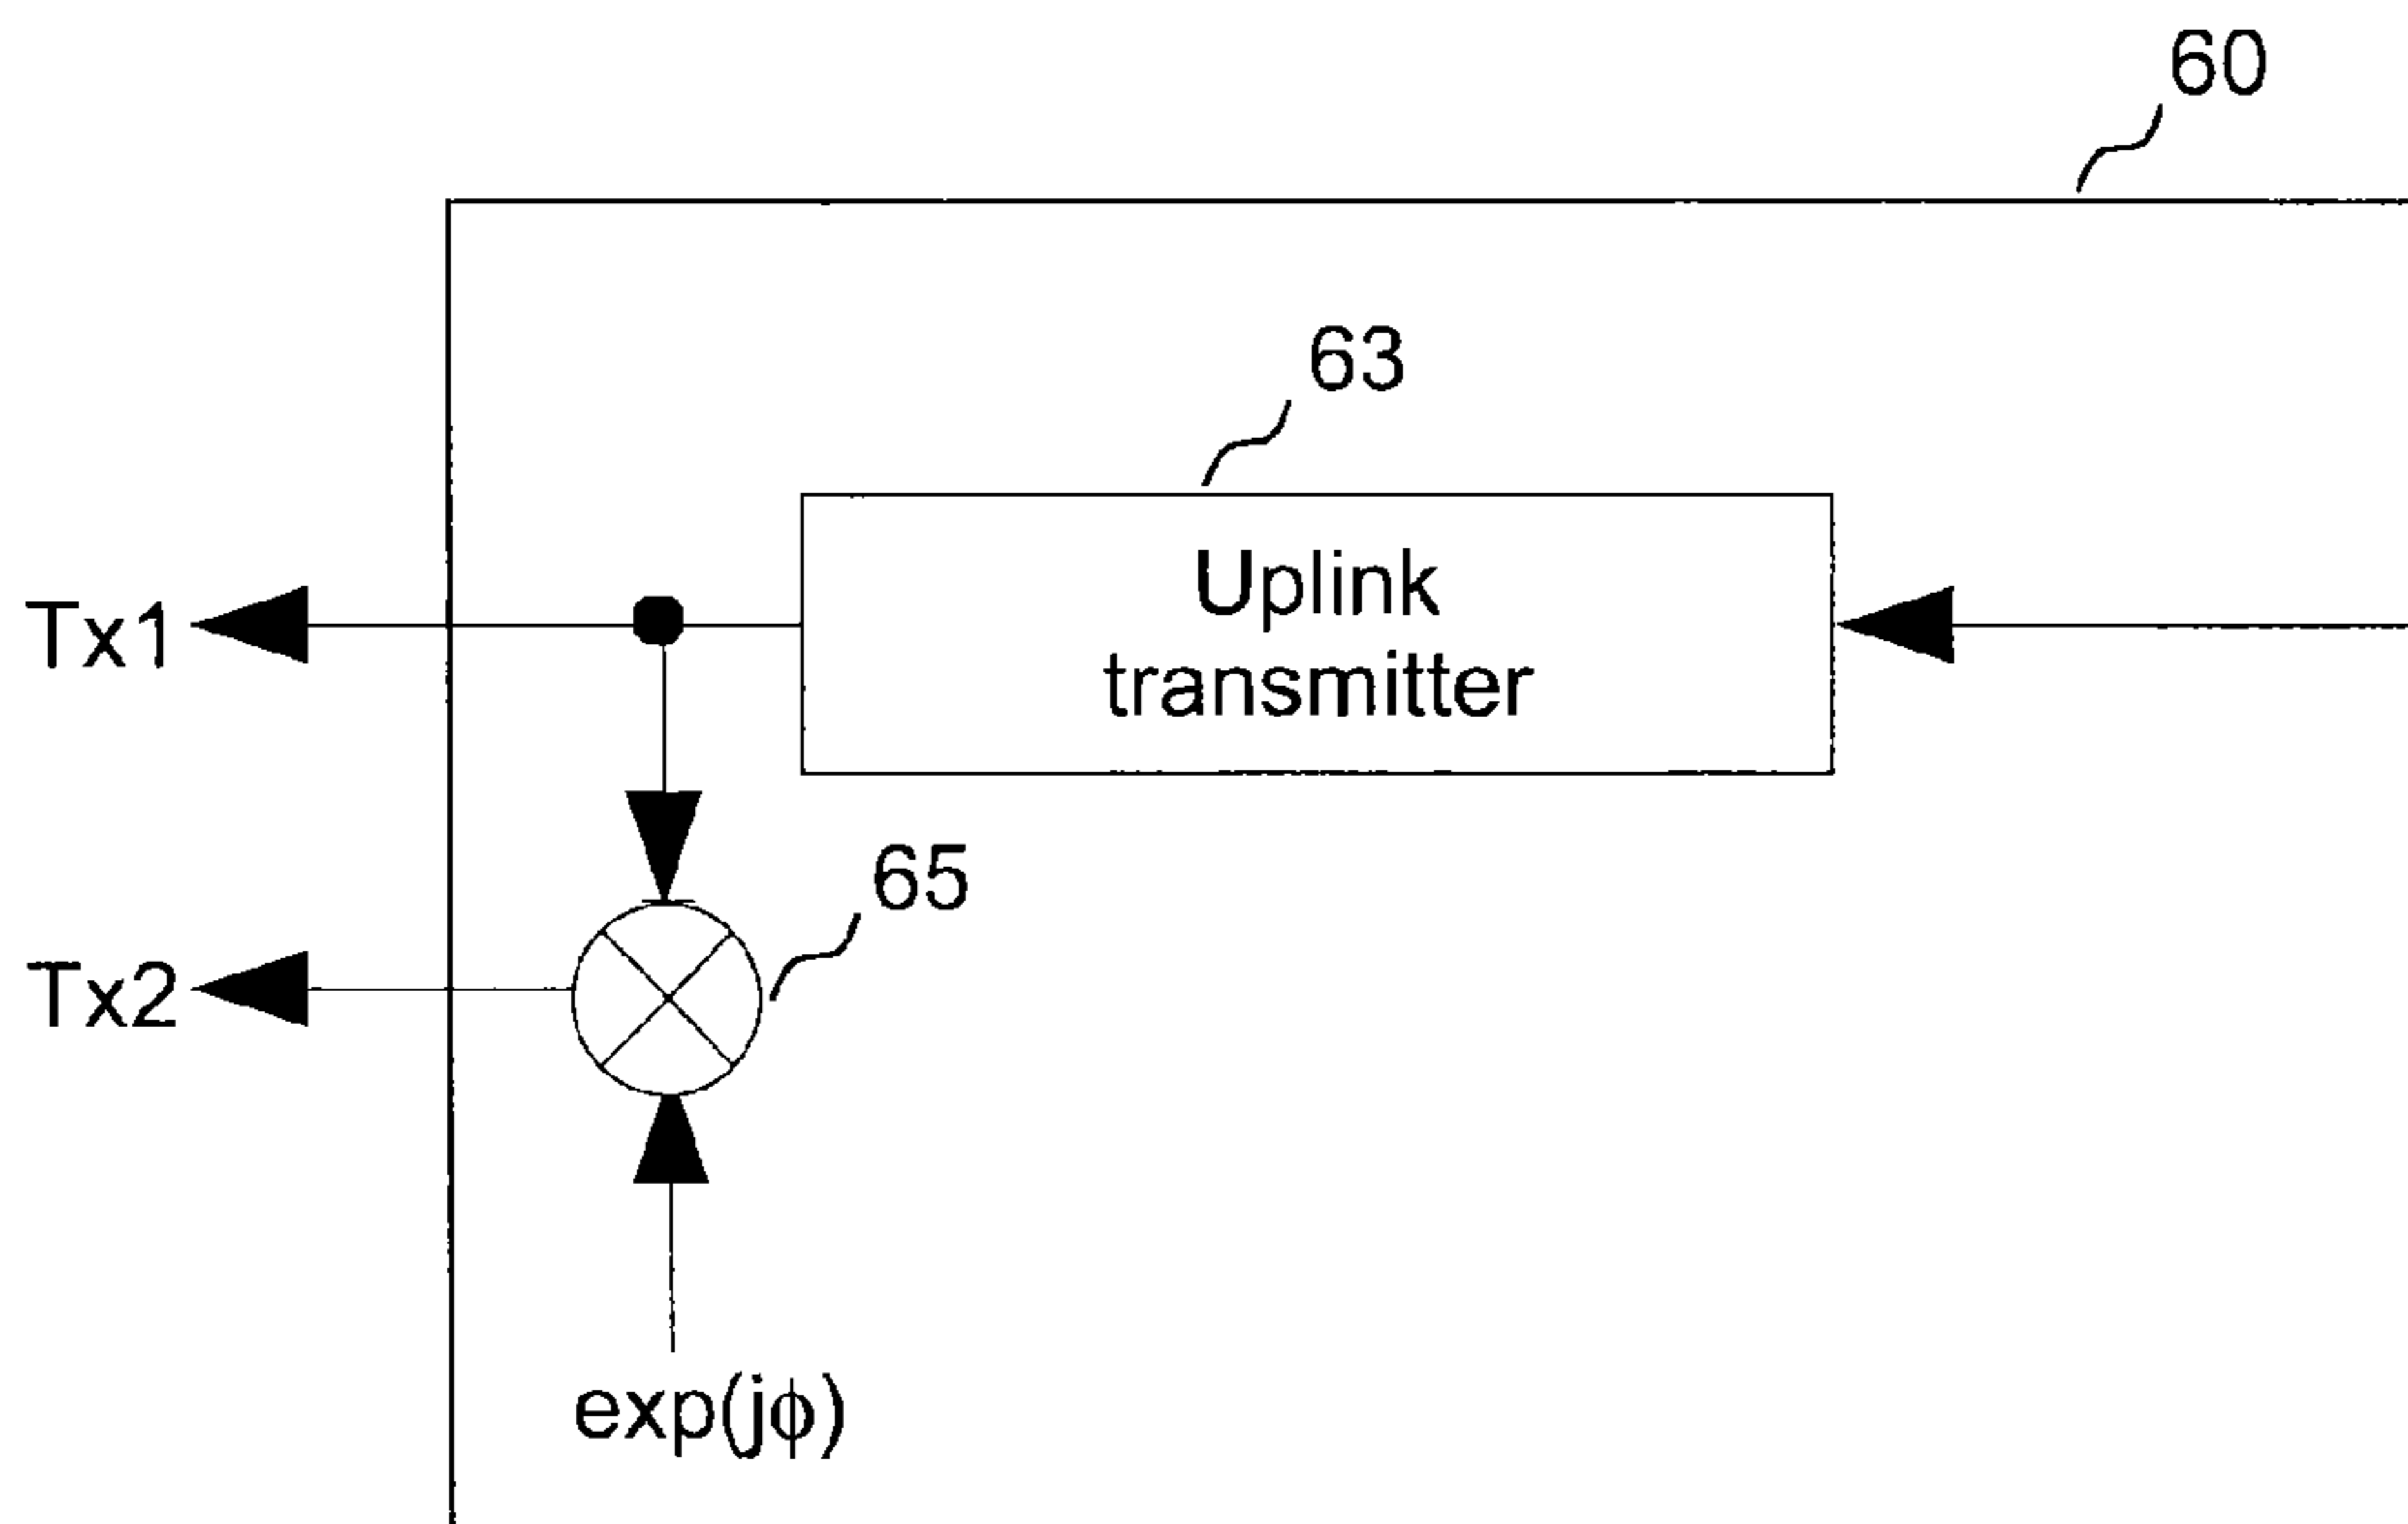 60
63
Uplink
transmitter
Tx1
65
Tx2
exp(jϕ)